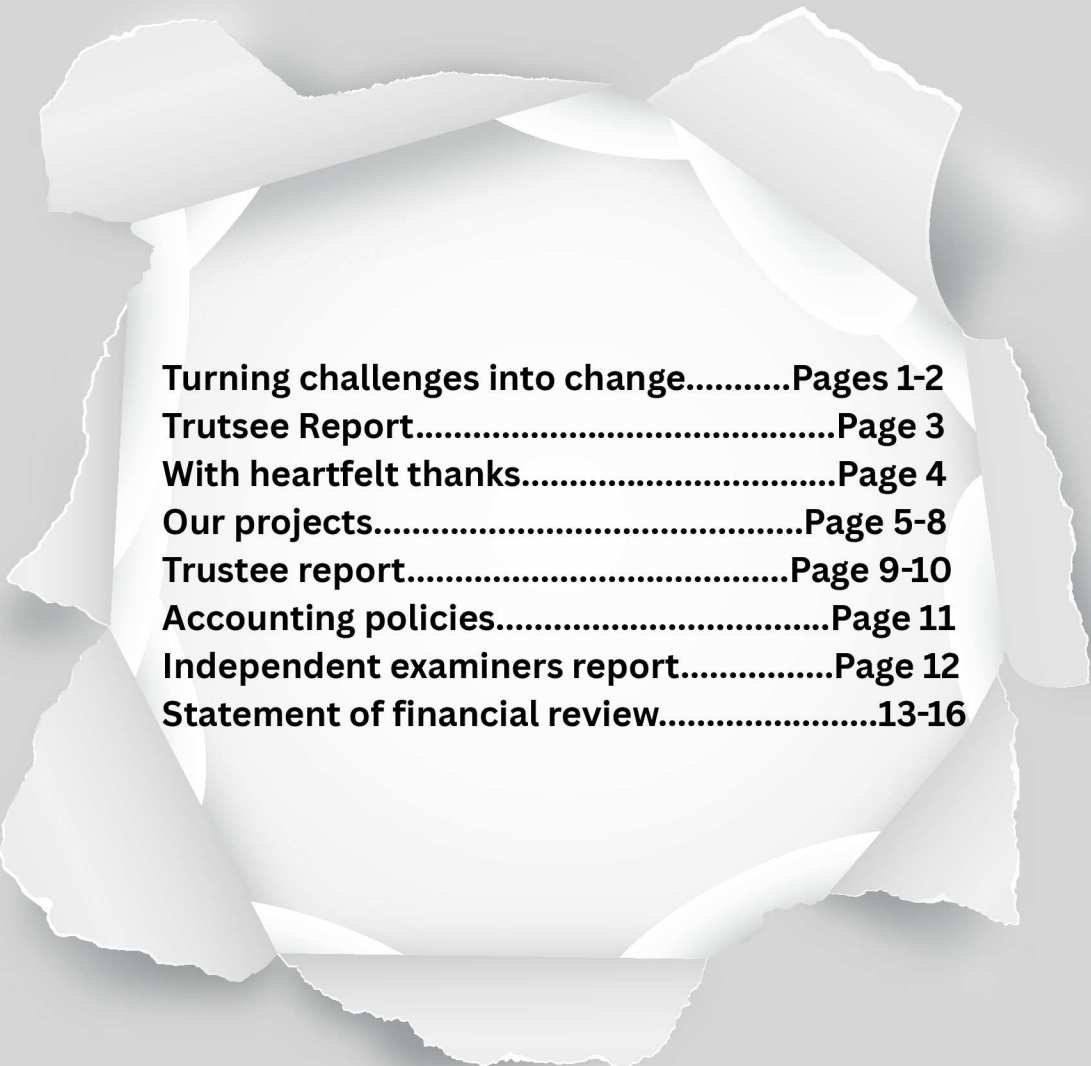 Turning challenges into change...........Pages 1-2
Trutsee Report............................................Page 3
With heartfelt thanks.................................Page 4
Our projects.............................................Page 5-8
Trustee report........................................Page 9-10
Accounting policies...................................Page 11
Independent examiners report................Page 12
Statement of financial review.......................13-16